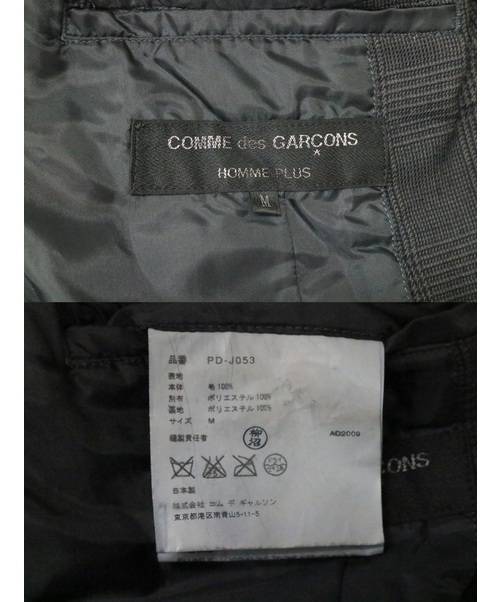 COMME des GARÇONS
HOMME PLUS
M
品番 PD-J053
表地
本体 毛 100%
別布 ポリエステル 100%
裏地 ポリエステル 100%
サイズ M
縫製責任者 柳沼 AD2009
日本製
株式会社 コム デ ギャルソン
東京都港区南青山5-11-5
ÇONS